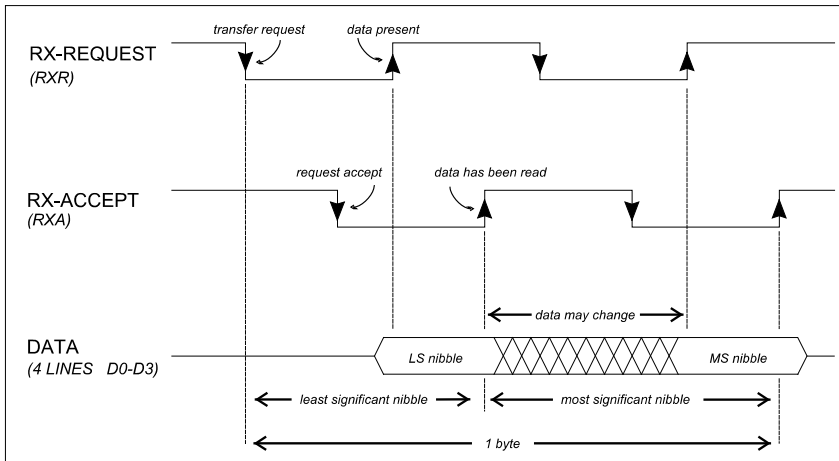 transfer request
data present
RX-REQUEST
(RXR)
request accept
data has been read
RX-ACCEPT
(RXA)
data may change
DATA
(4 LINES D0-D3)
LS nibble
MS nibble
least significant nibble
most significant nibble
1 byte